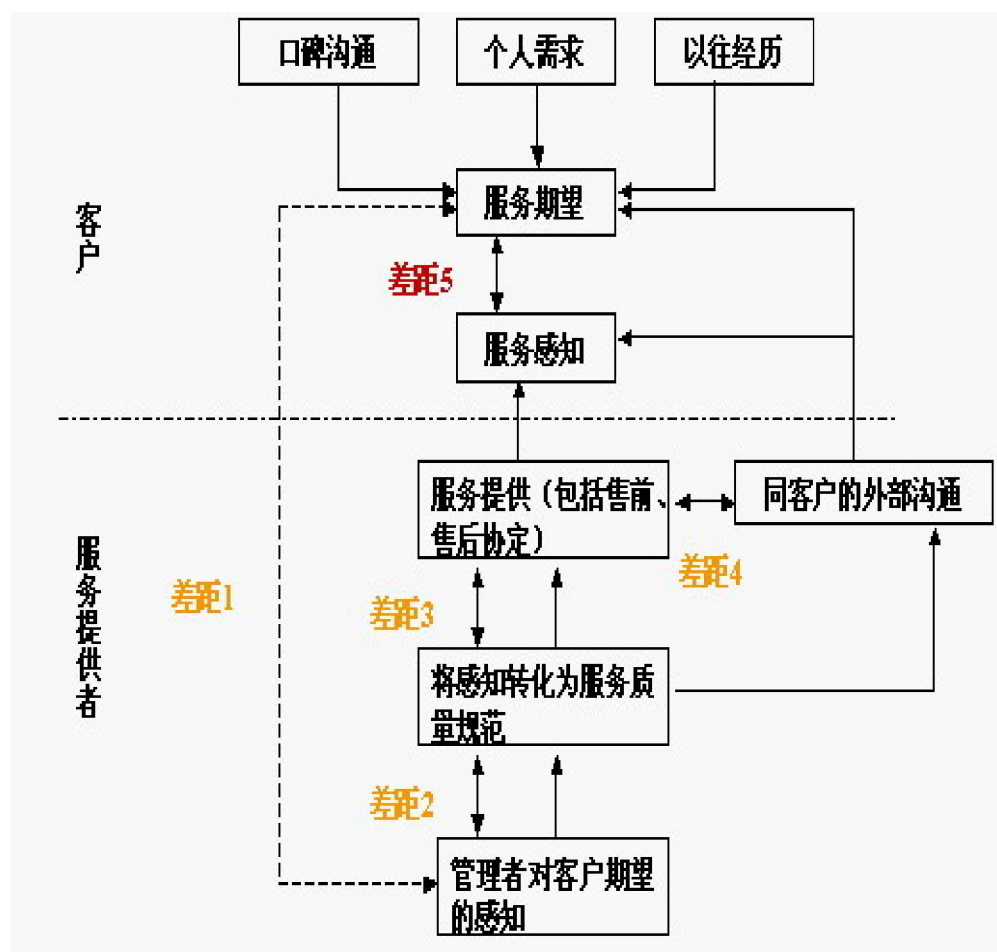 口碑沟通
个人需求
以往经历
服务期望
客户
差距5
服务感知
服务提供（包括售前、
售后协定）
同客户的外部沟通
差距4
服务提供者
差距1
差距3
将感知转化为服务质
量规范
差距2
管理者对客户期望
的感知